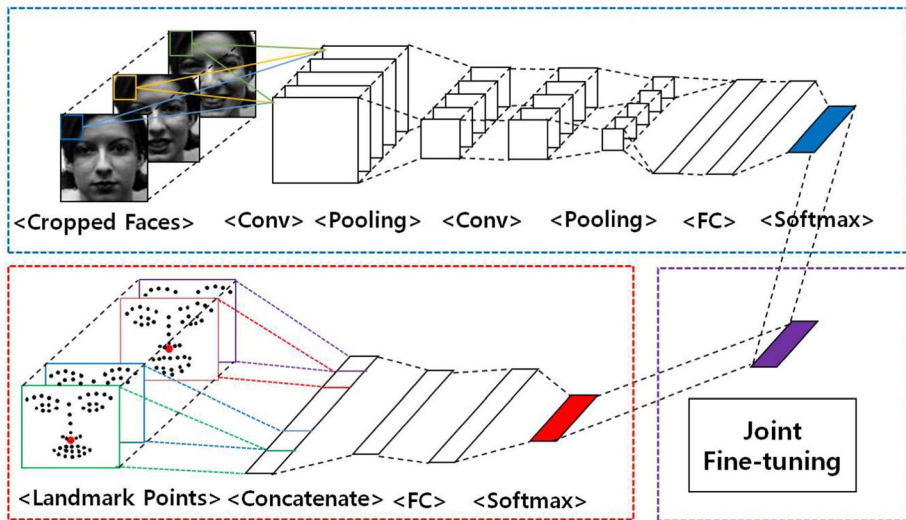 <Cropped Faces> <Conv> <Pooling> <Conv> <Pooling> <FC> <Softmax>
<Landmark Points> <Concatenate> <FC> <Softmax>
Joint
Fine-tuning